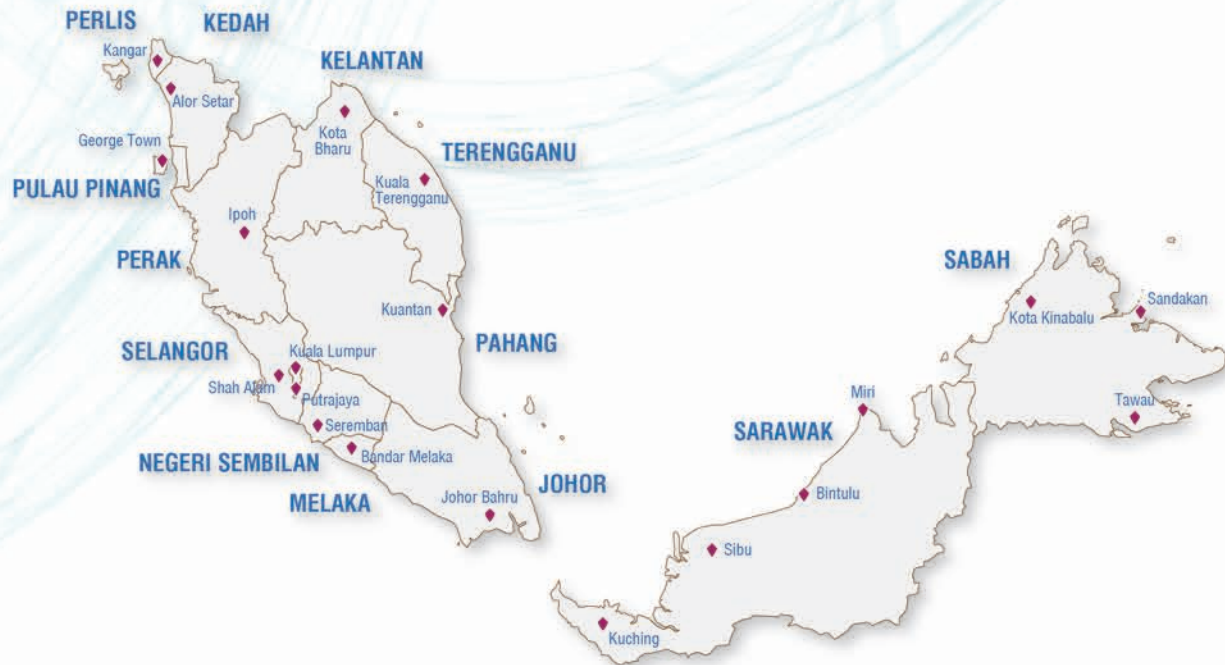 PERLIS
KEDAH
Kangar
KELANTAN
Alor Setar
Kota
Bharu
George Town
TERENGGANU
PULAU PINANG
Kuala
Terengganu
Ipoh
PERAK
SABAH
Kuantan
Kota Kinabalu
Sandakan
PAHANG
SELANGOR
Kuala Lumpur
Shah Alam
Putrajaya
Miri
Tawau
Seremban
SARAWAK
NEGERI SEMBILAN
Bandar Melaka
JOHOR
MELAKA
Johor Bahru
Bintulu
Sibu
Kuching